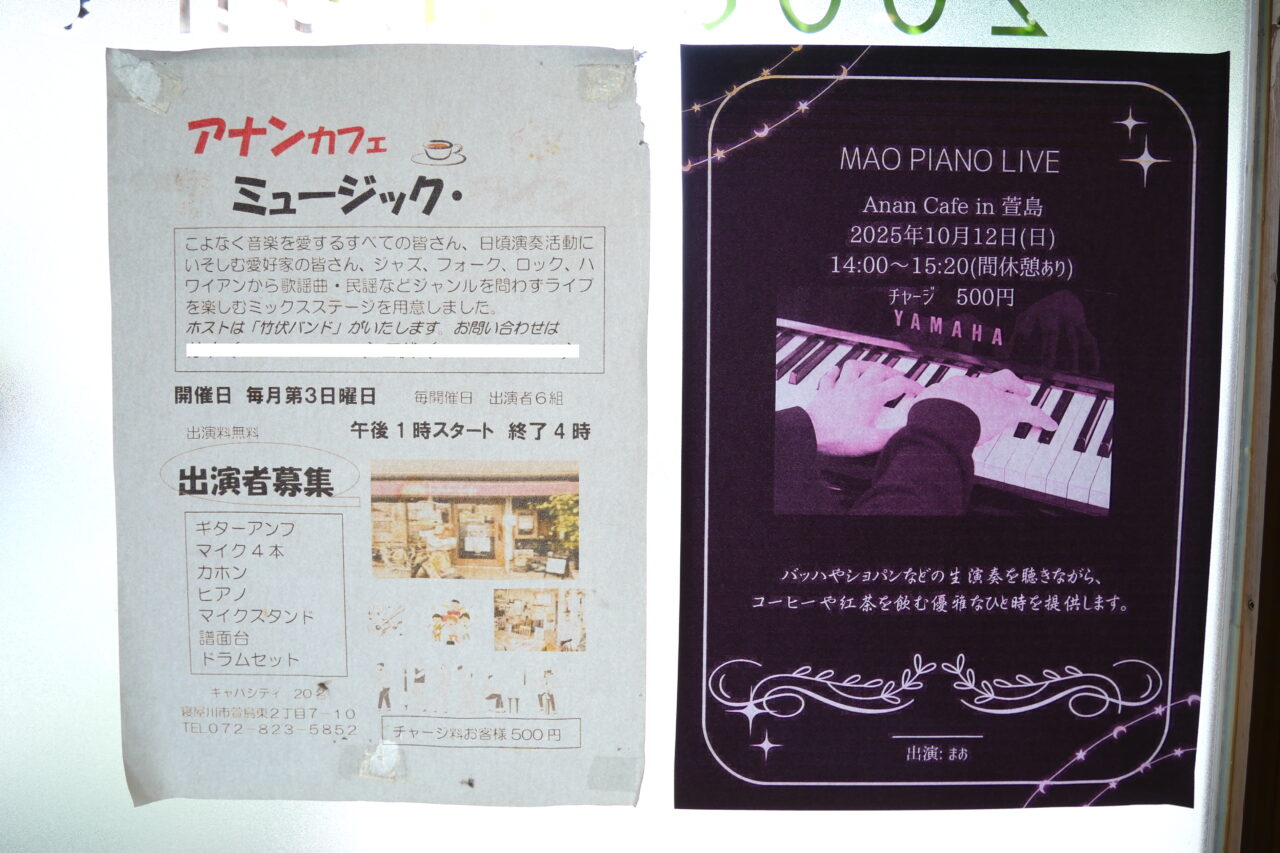 アナンカフェ
ミュージック・
こよなく音楽を愛するすべての皆さん、日頃演奏活動に
いそしむ愛好家の皆さん、ジャズ、フォーク、ロック、ハ
ワイアンから歌謡曲・民謡などジャンルを問わずライブ
を楽しむミックスステージを用意しました。
ホストは「竹伏バンド」がいたします。お問い合わせは
開催日 毎月第3日曜日 毎開催日 出演者6組
出演料無料 午後1時スタート 終了4時
出演者募集
ギターアンプ
マイク4本
カホン
ピアノ
マイクスタンド
譜面台
ドラムセット
キャパシティ 20名
寝屋川市萱島東2丁目7-10
TEL072-823-5852
チャージ料お客様500円
MAO PIANO LIVE
Anan Cafe in 萱島
2025年10月12日(日)
14:00～15:20(間休憩あり)
ﾁｬｰｼﾞ 500円
YAMAHA
バッハやショパンなどの生演奏を聴きながら、
コーヒーや紅茶を飲む優雅なひと時を提供します。
出演: まお